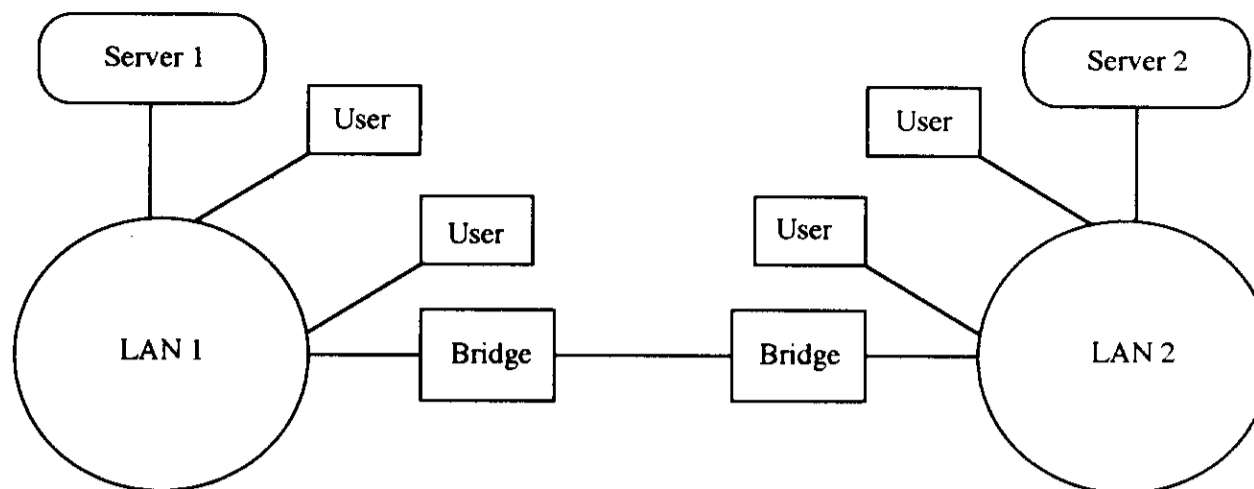 Server 1
Server 2
User
User
User
User
LAN 1
Bridge
Bridge
LAN 2